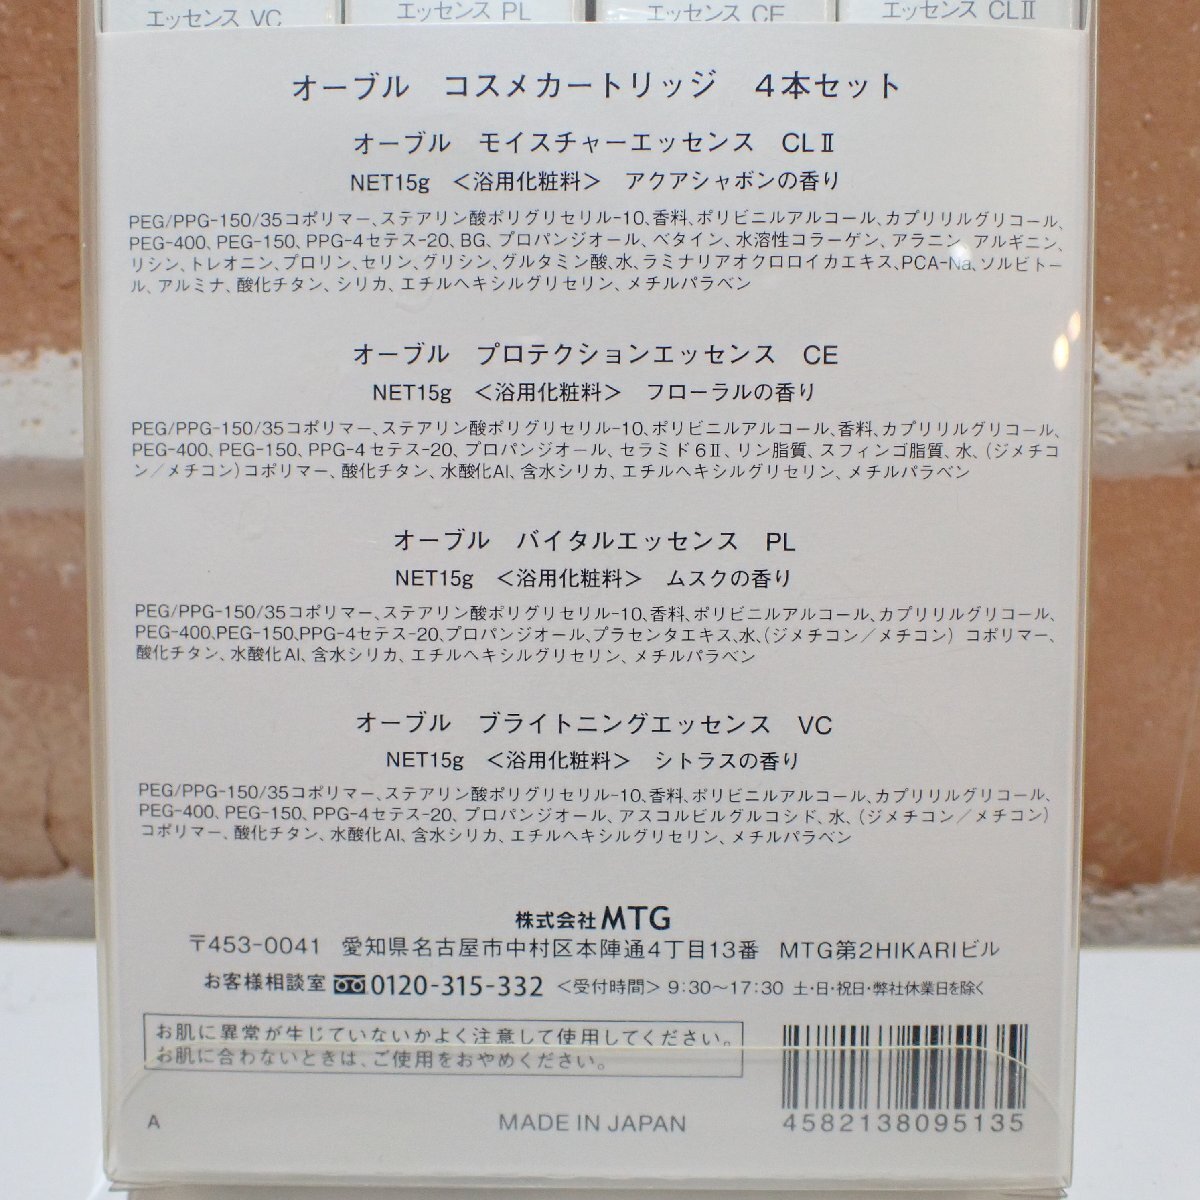 エッセンス VC
エッセンス PL
エッセンス CE
エッセンス CLⅡ
オーブル　コスメカートリッジ　4本セット
オーブル　モイスチャーエッセンス　CLⅡ
NET15g　＜浴用化粧料＞　アクアシャボンの香り
PEG/PPG-150/35コポリマー、ステアリン酸ポリグリセリル-10、香料、ポリビニルアルコール、カプリリルグリコール、
PEG-400、PEG-150、PPG-4セテス-20、BG、プロパンジオール、ベタイン、水溶性コラーゲン、アラニン、アルギニン、
リシン、トレオニン、プロリン、セリン、グリシン、グルタミン酸、水、ラミナリアオクロロイカエキス、PCA-Na、ソルビトー
ル、アルミナ、酸化チタン、シリカ、エチルヘキシルグリセリン、メチルパラベン
オーブル　プロテクションエッセンス　CE
NET15g　＜浴用化粧料＞　フローラルの香り
PEG/PPG-150/35コポリマー、ステアリン酸ポリグリセリル-10、ポリビニルアルコール、香料、カプリリルグリコール、
PEG-400、PEG-150、PPG-4セテス-20、プロパンジオール、セラミド6Ⅱ、リン脂質、スフィンゴ脂質、水、（ジメチコ
ン／メチコン）コポリマー、酸化チタン、水酸化Al、含水シリカ、エチルヘキシルグリセリン、メチルパラベン
オーブル　バイタルエッセンス　PL
NET15g　＜浴用化粧料＞　ムスクの香り
PEG/PPG-150/35コポリマー、ステアリン酸ポリグリセリル-10、香料、ポリビニルアルコール、カプリリルグリコール、
PEG-400、PEG-150、PPG-4セテス-20、プロパンジオール、プラセンタエキス、水、（ジメチコン／メチコン）コポリマー、
酸化チタン、水酸化Al、含水シリカ、エチルヘキシルグリセリン、メチルパラベン
オーブル　ブライトニングエッセンス　VC
NET15g　＜浴用化粧料＞　シトラスの香り
PEG/PPG-150/35コポリマー、ステアリン酸ポリグリセリル-10、香料、ポリビニルアルコール、カプリリルグリコール、
PEG-400、PEG-150、PPG-4セテス-20、プロパンジオール、アスコルビルグルコシド、水、（ジメチコン／メチコン）
コポリマー、酸化チタン、水酸化Al、含水シリカ、エチルヘキシルグリセリン、メチルパラベン
株式会社MTG
〒453-0041　愛知県名古屋市中村区本陣通4丁目13番　MTG第2HIKARIビル
お客様相談室 0120-315-332 ＜受付時間＞ 9:30～17:30 土・日・祝日・弊社休業日を除く
お肌に異常が生じていないかよく注意して使用してください。
お肌に合わないときは、ご使用をおやめください。
A
MADE IN JAPAN
4582138095135